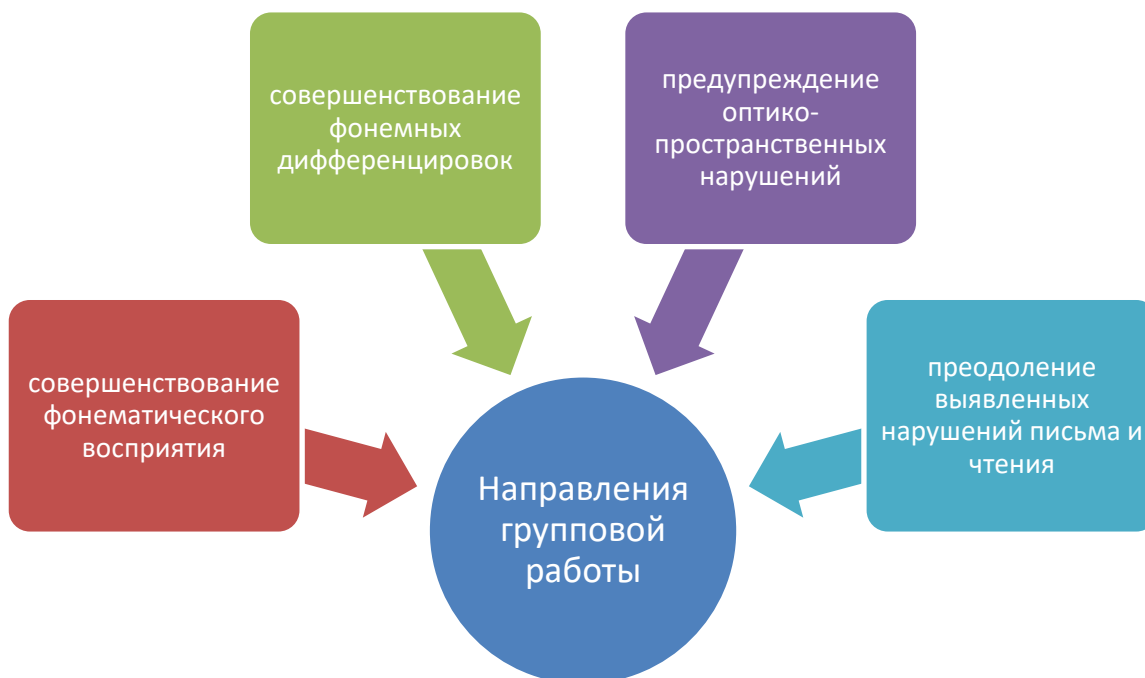 совершенствование
фонемных
дифференцировок
предупреждение
оптико-
пространственных
нарушений
совершенствование
фонематического
восприятия
преодоление
выявленных
нарушений письма и
чтения
Направления
групповой
работы